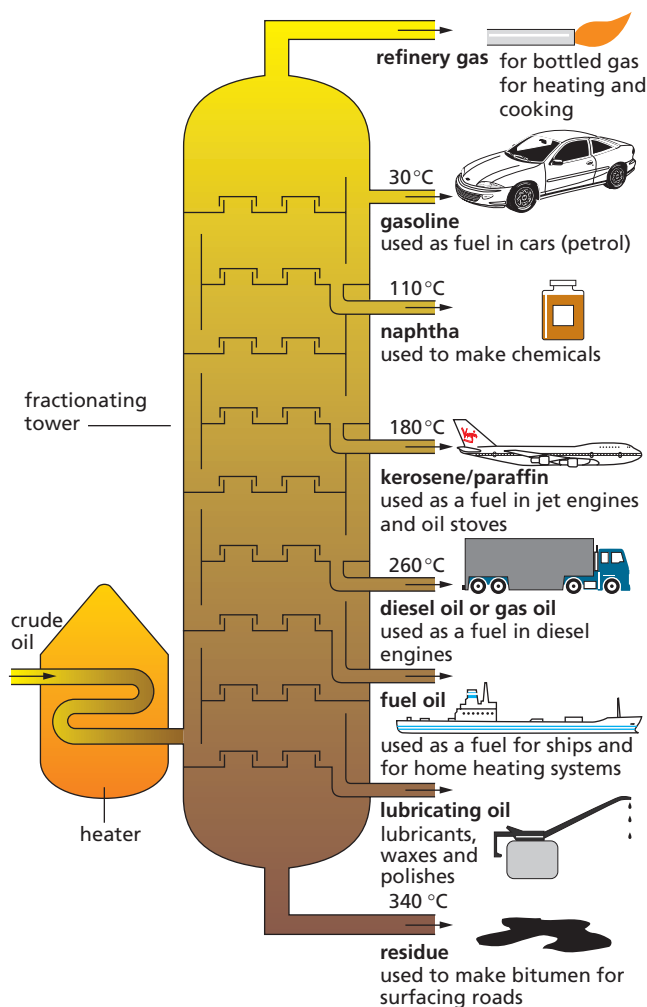 refinery gas
for bottled gas
for heating and
cooking
30°C
gasoline
used as fuel in cars (petrol)
110°C
naphtha
used to make chemicals
fractionating
tower
180°C
kerosene/paraffin
used as a fuel in jet engines
and oil stoves
260°C
diesel oil or gas oil
used as a fuel in diesel
engines
crude
oil
fuel oil
used as a fuel for ships and
for home heating systems
heater
lubricating oil
lubricants,
waxes and
polishes
340 °C
residue
used to make bitumen for
surfacing roads